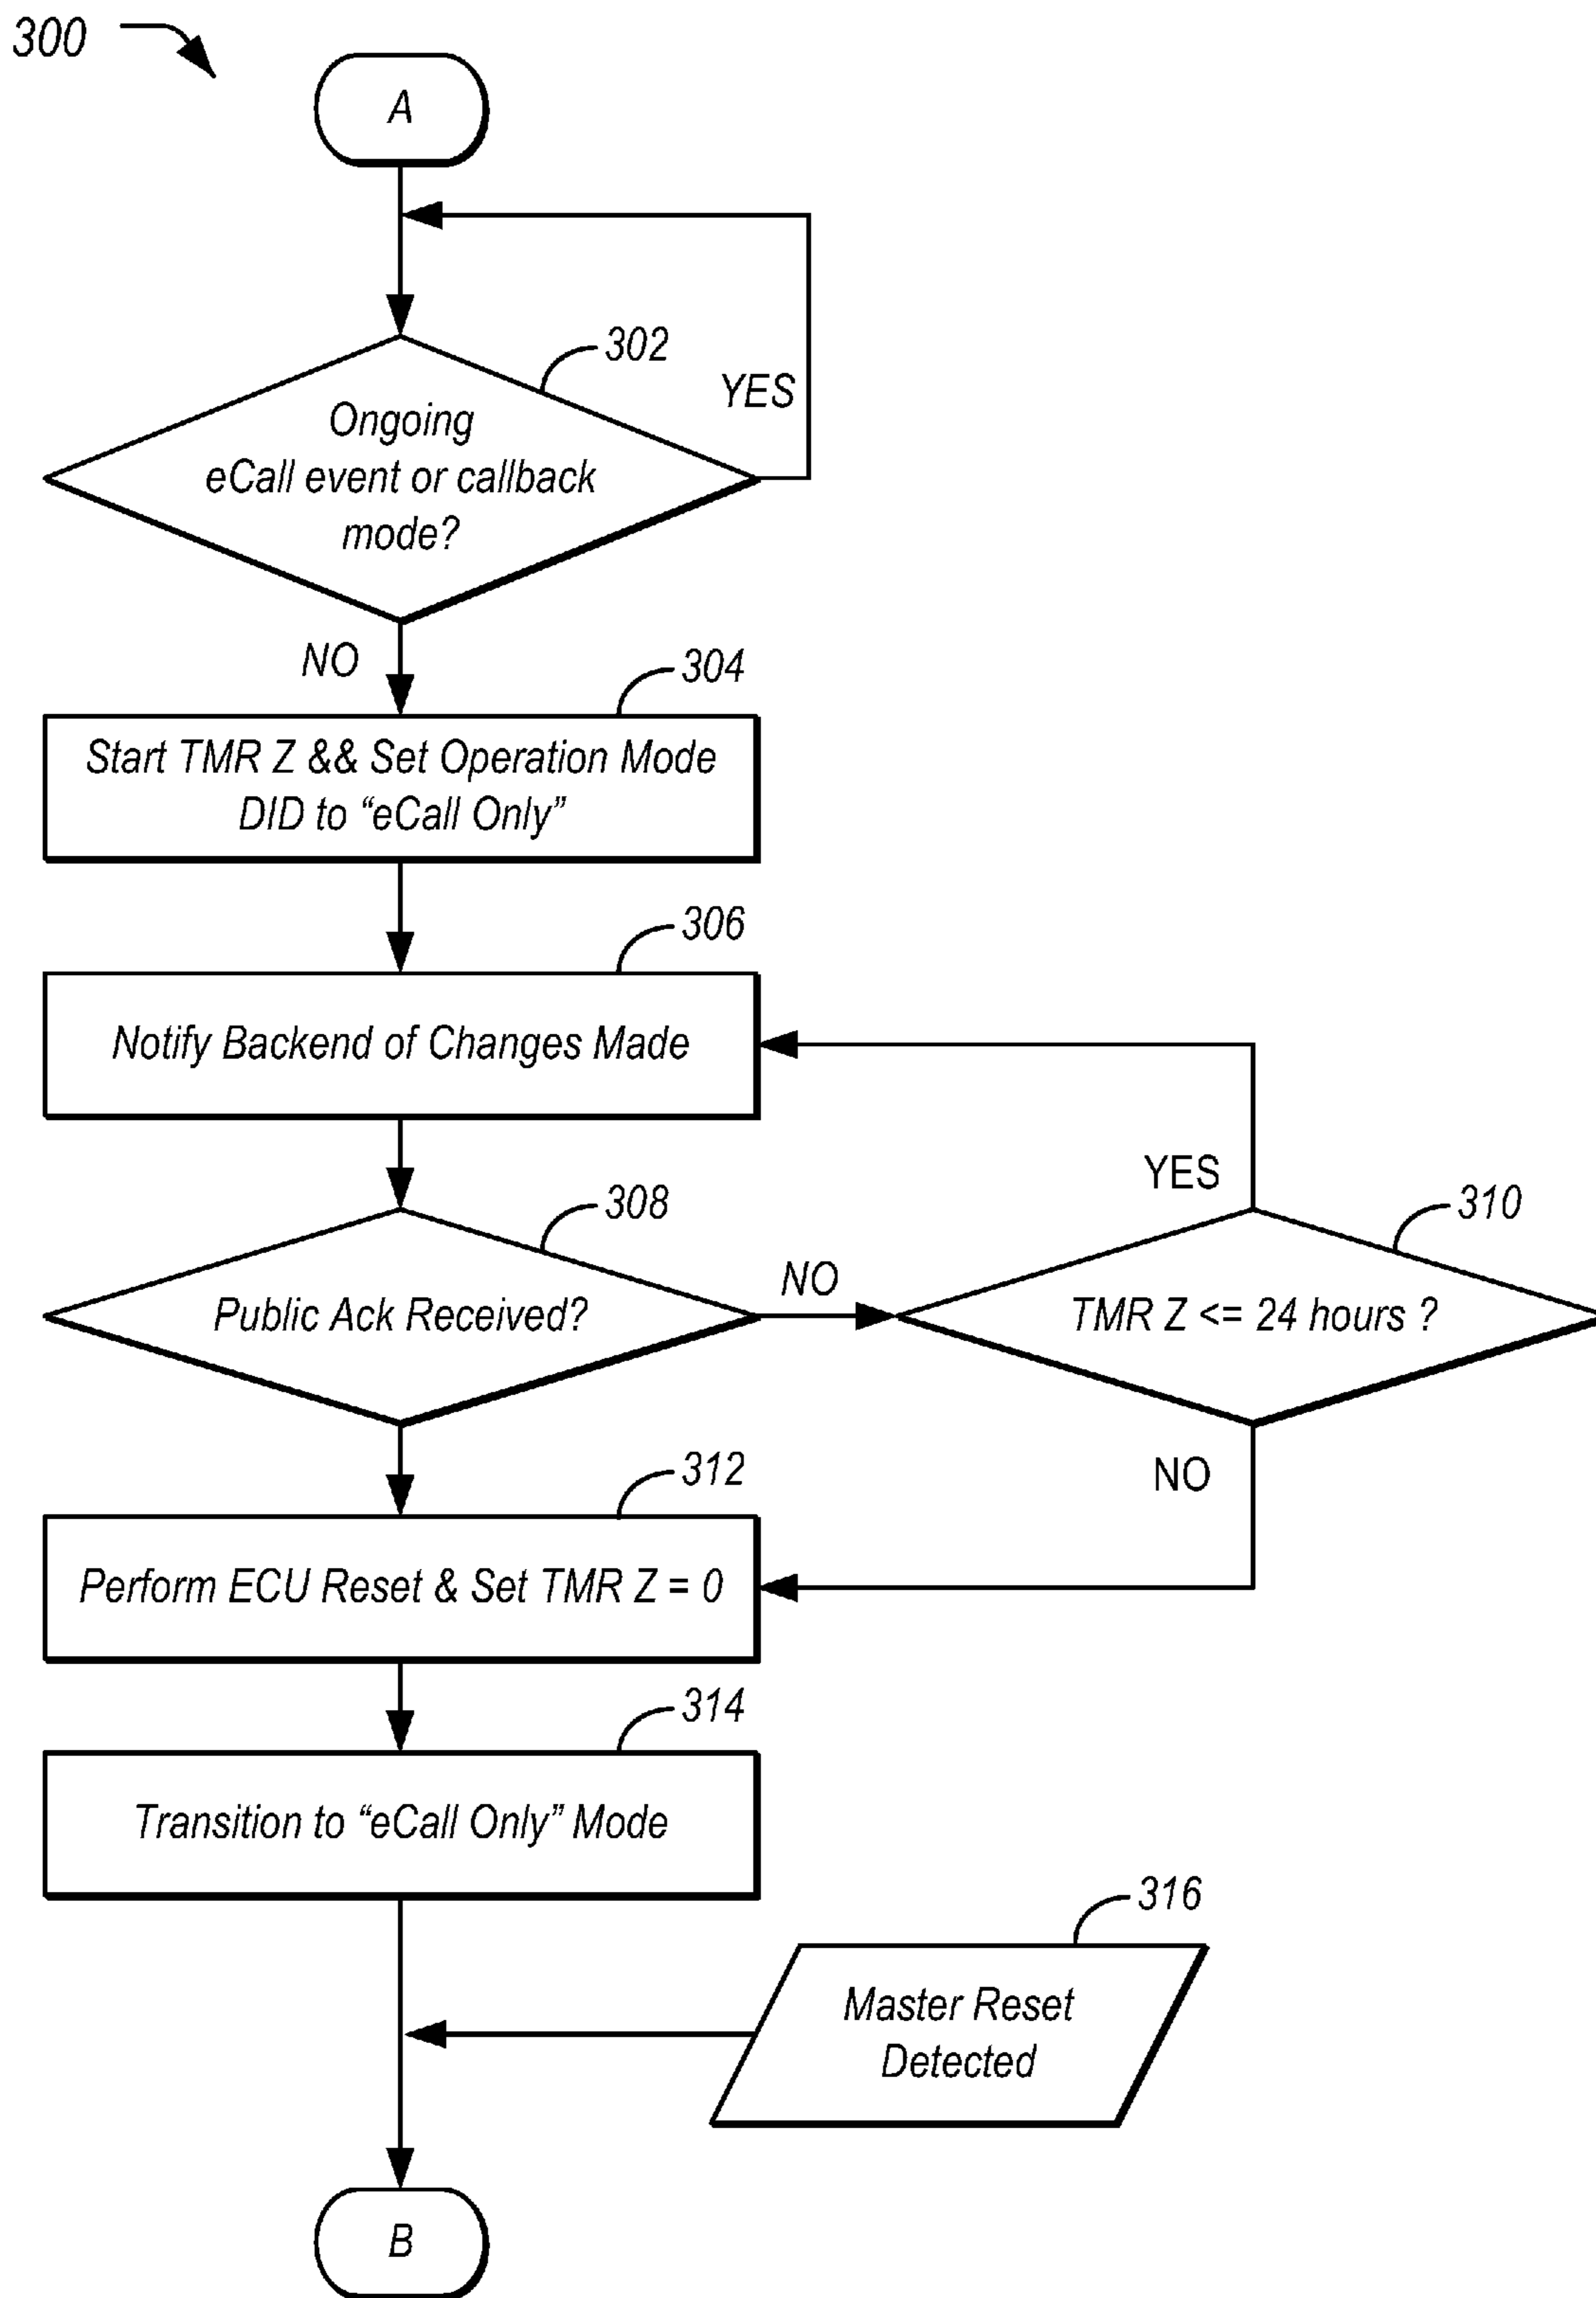 300
A
302
YES
Ongoing
eCall event or callback
mode?
NO
304
Start TMR Z && Set Operation Mode
DID to “eCall Only”
306
Notify Backend of Changes Made
YES
308
310
NO
Public Ack Received?
TMR Z <= 24 hours ?
312
NO
Perform ECU Reset & Set TMR Z = 0
314
Transition to “eCall Only” Mode
316
Master Reset
Detected
B